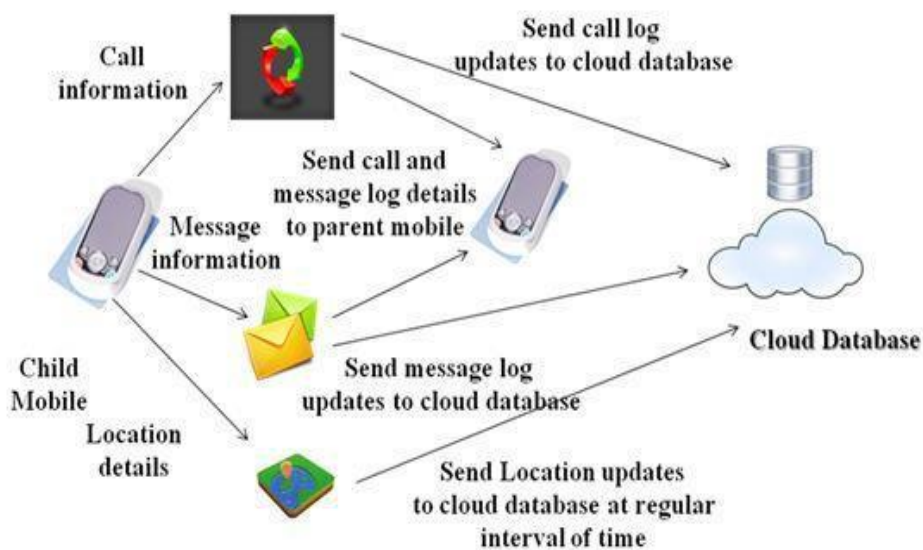 Call
information
Send call log
updates to cloud database
Send call and
message log details
to parent mobile
Message
information
Cloud Database
Child
Mobile
Send message log
updates to cloud database
Location
details
Send Location updates
to cloud database at regular
interval of time